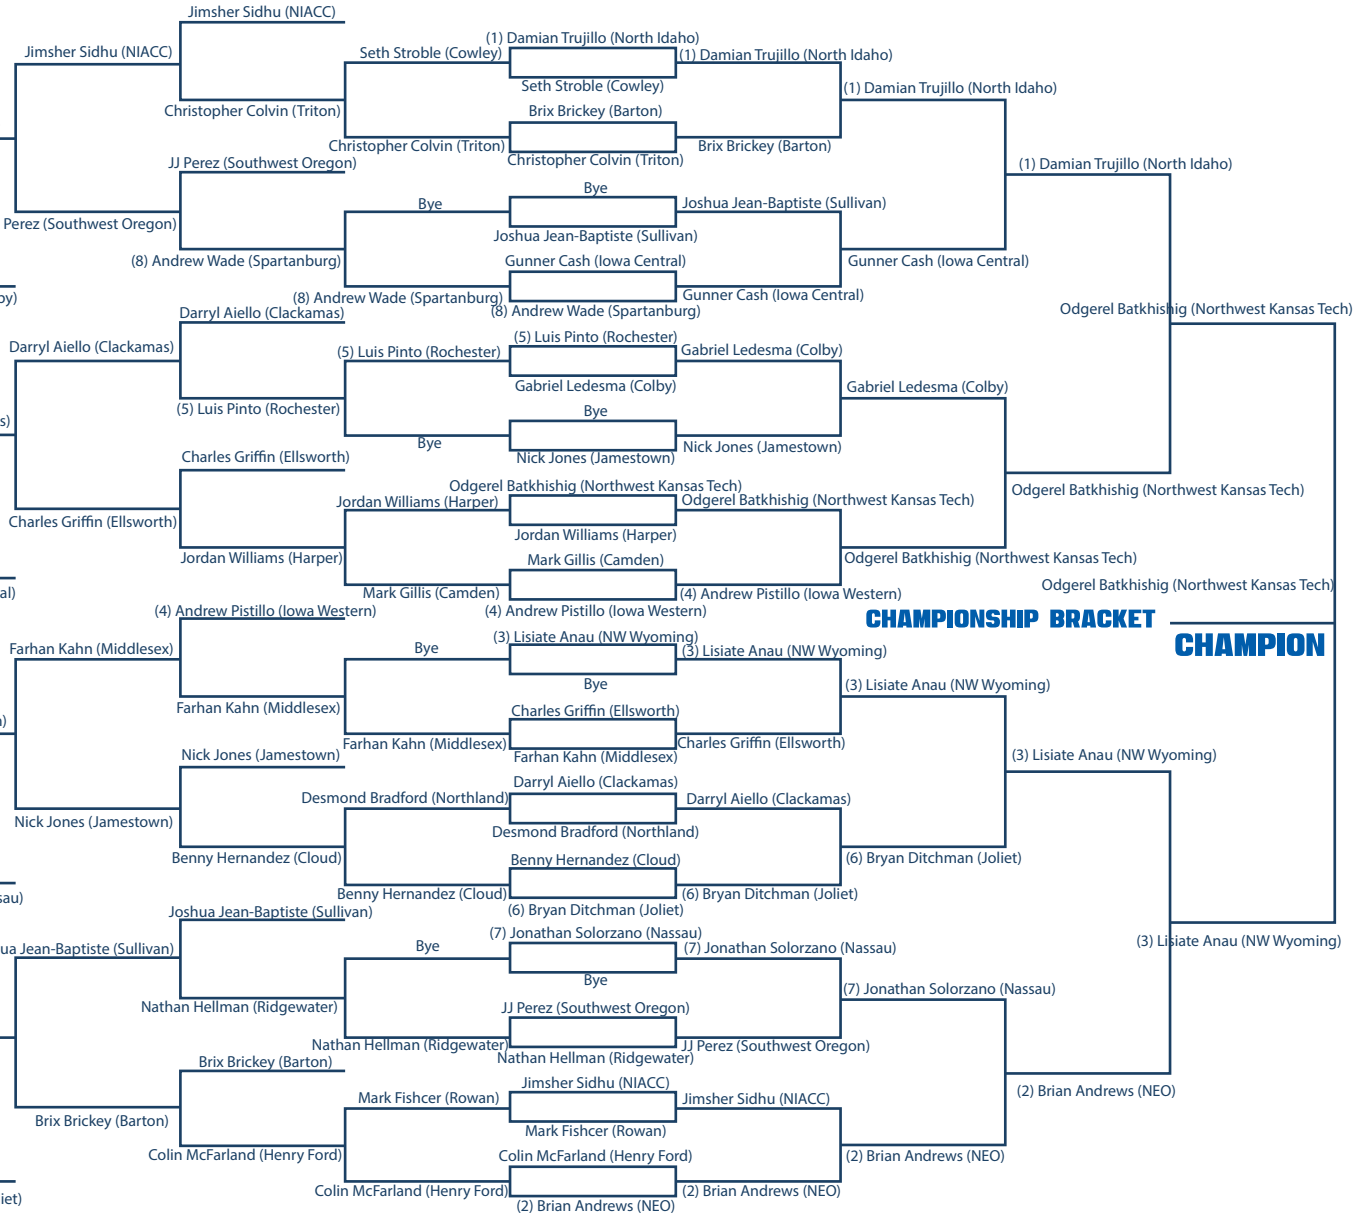 Jimsher Sidhu (NIACC)
(1) Damian Trujillo (North Idaho)
Jimsher Sidhu (NIACC)
Seth Stroble (Cowley)
(1) Damian Trujillo (North Idaho)
Seth Stroble (Cowley)
(1) Damian Trujillo (North Idaho)
Christopher Colvin (Triton)
Brix Brickey (Barton)
Christopher Colvin (Triton)
Brix Brickey (Barton)
Christopher Colvin (Triton)
JJ Perez (Southwest Oregon)
(1) Damian Trujillo (North Idaho)
Bye
Bye
Joshua Jean-Baptiste (Sullivan)
Perez (Southwest Oregon)
Joshua Jean-Baptiste (Sullivan)
(8) Andrew Wade (Spartanburg)
Gunner Cash (Iowa Central)
Gunner Cash (Iowa Central)
by)
(8) Andrew Wade (Spartanburg)
Gunner Cash (Iowa Central)
Darryl Aiello (Clackamas)
(8) Andrew Wade (Spartanburg)
Odgerel Batkhishig (Northwest Kansas Tech)
Darryl Aiello (Clackamas)
(5) Luis Pinto (Rochester)
(5) Luis Pinto (Rochester)
Gabriel Ledesma (Colby)
Gabriel Ledesma (Colby)
Gabriel Ledesma (Colby)
(5) Luis Pinto (Rochester)
Bye
s)
Bye
Nick Jones (Jamestown)
Nick Jones (Jamestown)
Charles Griffin (Ellsworth)
Odgerel Batkhishig (Northwest Kansas Tech)
Odgerel Batkhishig (Northwest Kansas Tech)
Jordan Williams (Harper)
Odgerel Batkhishig (Northwest Kansas Tech)
Charles Griffin (Ellsworth)
Jordan Williams (Harper)
Jordan Williams (Harper)
Mark Gillis (Camden)
Odgerel Batkhishig (Northwest Kansas Tech)
al)
Mark Gillis (Camden)
(4) Andrew Pistillo (Iowa Western)
Odgerel Batkhishig (Northwest Kansas Tech)
(4) Andrew Pistillo (Iowa Western)
(4) Andrew Pistillo (Iowa Western)
CHAMPIONSHIP BRACKET
CHAMPION
Farhan Kahn (Middlesex)
Bye
(3) Lisiate Anau (NW Wyoming)
(3) Lisiate Anau (NW Wyoming)
Bye
(3) Lisiate Anau (NW Wyoming)
Farhan Kahn (Middlesex)
Charles Griffin (Ellsworth)
Farhan Kahn (Middlesex)
Charles Griffin (Ellsworth)
Nick Jones (Jamestown)
Farhan Kahn (Middlesex)
(3) Lisiate Anau (NW Wyoming)
Darryl Aiello (Clackamas)
Desmond Bradford (Northland)
Darryl Aiello (Clackamas)
Nick Jones (Jamestown)
Desmond Bradford (Northland)
Benny Hernandez (Cloud)
Benny Hernandez (Cloud)
(6) Bryan Ditchman (Joliet)
sau)
Benny Hernandez (Cloud)
(6) Bryan Ditchman (Joliet)
Joshua Jean-Baptiste (Sullivan)
(6) Bryan Ditchman (Joliet)
(7) Jonathan Solorzano (Nassau)
(3) Lisiate Anau (NW Wyoming)
ua Jean-Baptiste (Sullivan)
Bye
(7) Jonathan Solorzano (Nassau)
Bye
(7) Jonathan Solorzano (Nassau)
Nathan Hellman (Ridgewater)
JJ Perez (Southwest Oregon)
Nathan Hellman (Ridgewater)
JJ Perez (Southwest Oregon)
Brix Brickey (Barton)
Nathan Hellman (Ridgewater)
Jimsher Sidhu (NIACC)
(2) Brian Andrews (NEO)
Mark Fishcer (Rowan)
Jimsher Sidhu (NIACC)
Brix Brickey (Barton)
Mark Fishcer (Rowan)
Colin McFarland (Henry Ford)
Colin McFarland (Henry Ford)
(2) Brian Andrews (NEO)
iet)
Colin McFarland (Henry Ford)
(2) Brian Andrews (NEO)
(2) Brian Andrews (NEO)